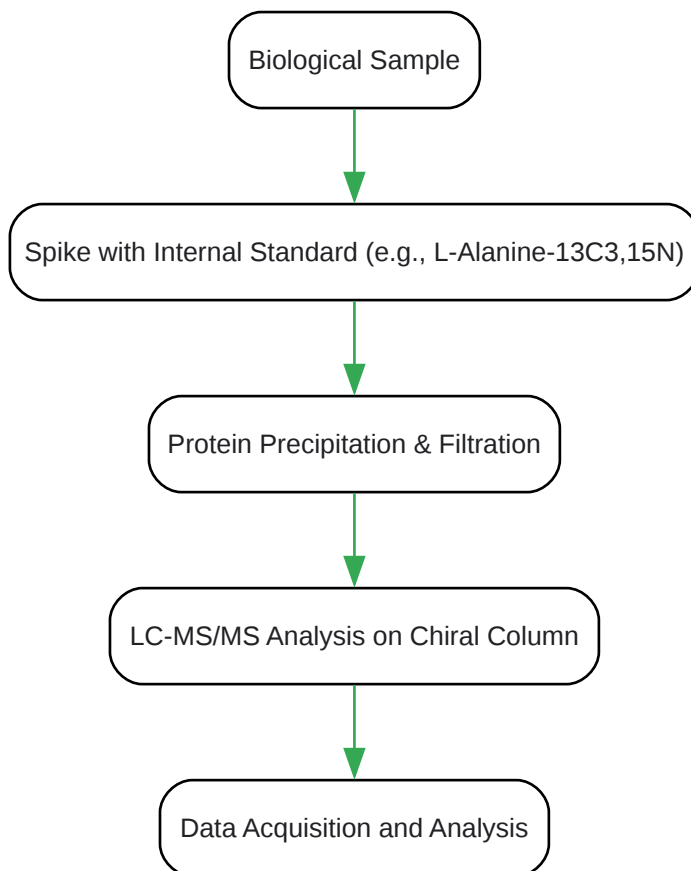 Biological Sample
Spike with Internal Standard (e.g., L-Alanine-13C3,15N)
Protein Precipitation & Filtration
LC-MS/MS Analysis on Chiral Column
Data Acquisition and Analysis